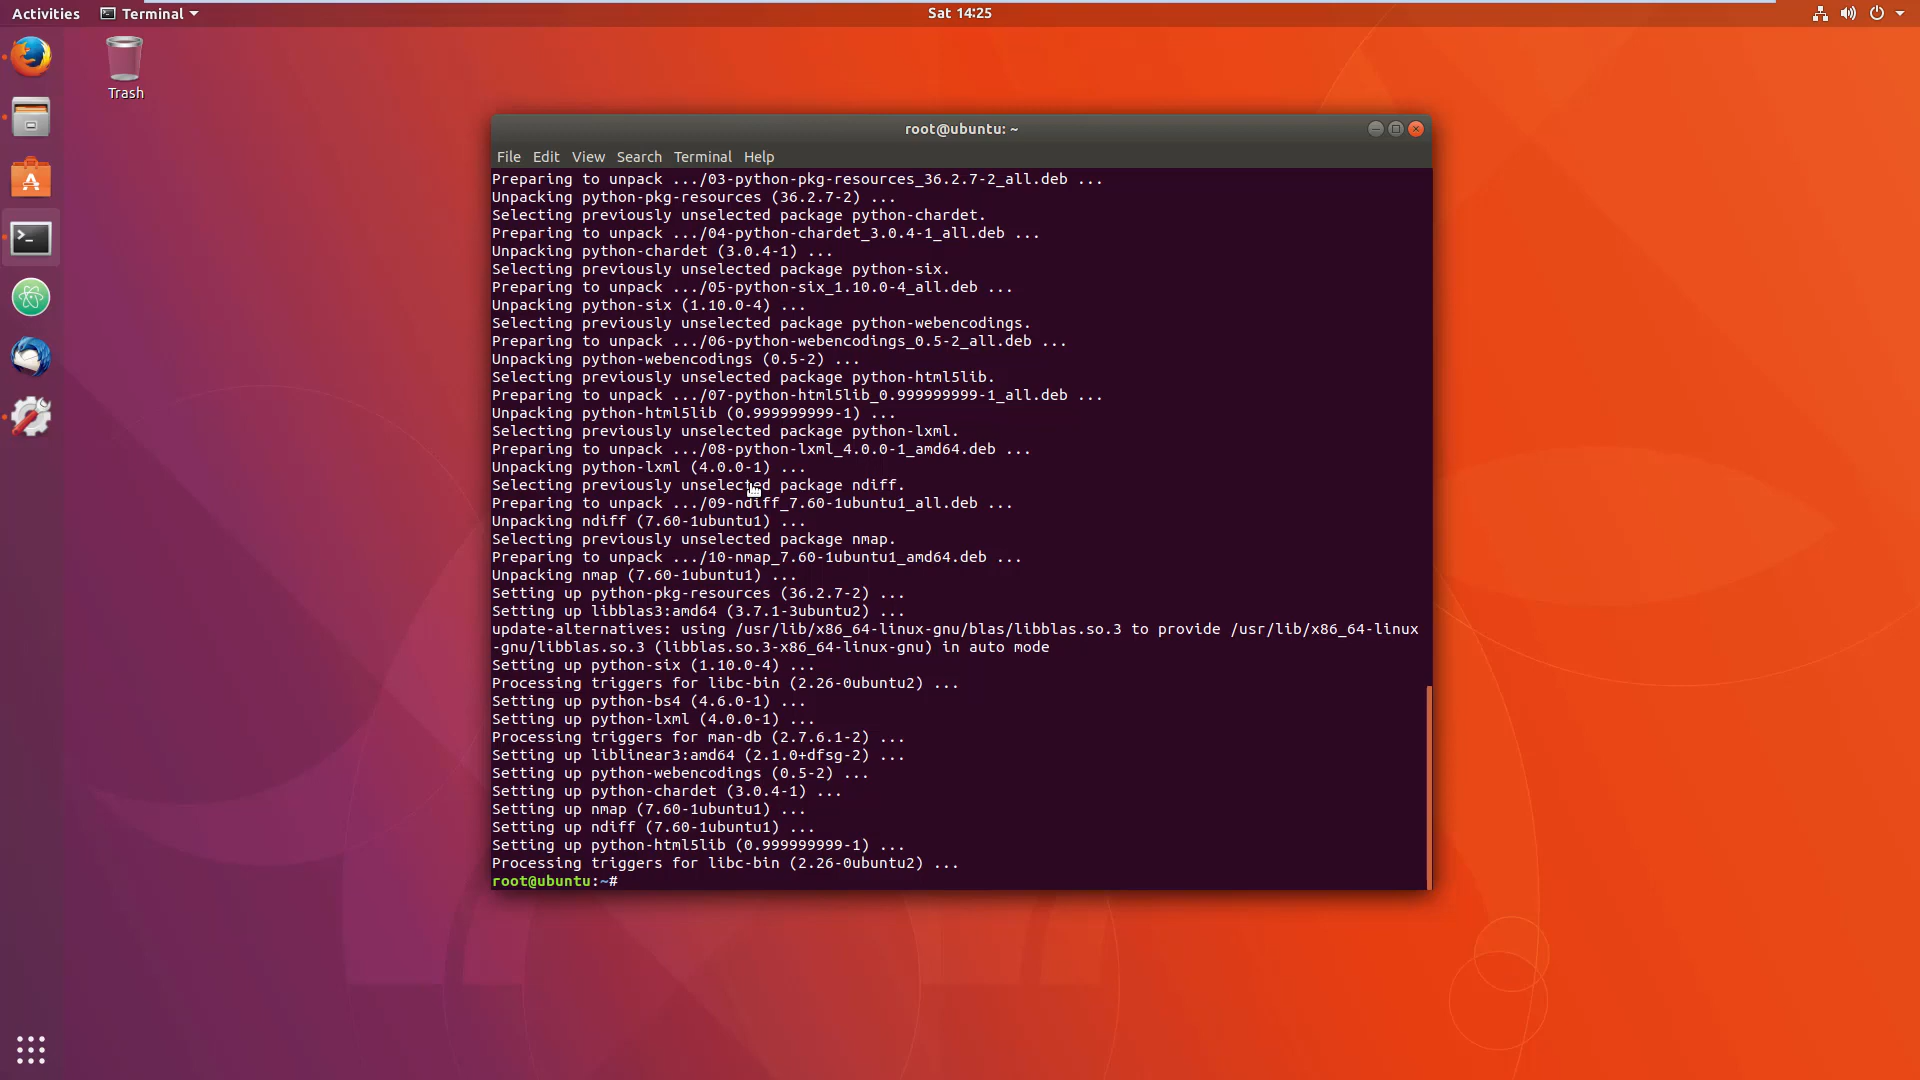 Activities
Terminal
Sat 14:25
Trash
root@ubuntu: ~
File Edit View Search Terminal Help
Preparing to unpack .../03-python-pkg-resources_36.2.7-2_all.deb ...
Unpacking python-pkg-resources (36.2.7-2) ...
Selecting previously unselected package python-chardet.
Preparing to unpack .../04-python-chardet_3.0.4-1_all.deb ...
Unpacking python-chardet (3.0.4-1) ...
Selecting previously unselected package python-six.
Preparing to unpack .../05-python-six_1.10.0-4_all.deb ...
Unpacking python-six (1.10.0-4) ...
Selecting previously unselected package python-webencodings.
Preparing to unpack .../06-python-webencodings_0.5-2_all.deb ...
Unpacking python-webencodings (0.5-2) ...
Selecting previously unselected package python-html5lib.
Preparing to unpack .../07-python-html5lib_0.999999999-1_all.deb ...
Unpacking python-html5lib (0.999999999-1) ...
Selecting previously unselected package python-lxml.
Preparing to unpack .../08-python-lxml_4.0.0-1_amd64.deb ...
Unpacking python-lxml (4.0.0-1) ...
Selecting previously unselected package ndiff.
Preparing to unpack .../09-ndiff_7.60-1ubuntu1_all.deb ...
Unpacking ndiff (7.60-1ubuntu1) ...
Selecting previously unselected package nmap.
Preparing to unpack .../10-nmap_7.60-1ubuntu1_amd64.deb ...
Unpacking nmap (7.60-1ubuntu1) ...
Setting up python-pkg-resources (36.2.7-2) ...
Setting up libblas3:amd64 (3.7.1-3ubuntu2) ...
update-alternatives: using /usr/lib/x86_64-linux-gnu/blas/libblas.so.3 to provide /usr/lib/x86_64-linux
-gnu/libblas.so.3 (libblas.so.3-x86_64-linux-gnu) in auto mode
Setting up python-six (1.10.0-4) ...
Processing triggers for libc-bin (2.26-0ubuntu2) ...
Setting up python-bs4 (4.6.0-1) ...
Setting up python-lxml (4.0.0-1) ...
Processing triggers for man-db (2.7.6.1-2) ...
Setting up liblinear3:amd64 (2.1.0+dfsg-2) ...
Setting up python-webencodings (0.5-2) ...
Setting up python-chardet (3.0.4-1) ...
Setting up nmap (7.60-1ubuntu1) ...
Setting up ndiff (7.60-1ubuntu1) ...
Setting up python-html5lib (0.999999999-1) ...
Processing triggers for libc-bin (2.26-0ubuntu2) ...
root@ubuntu:~#